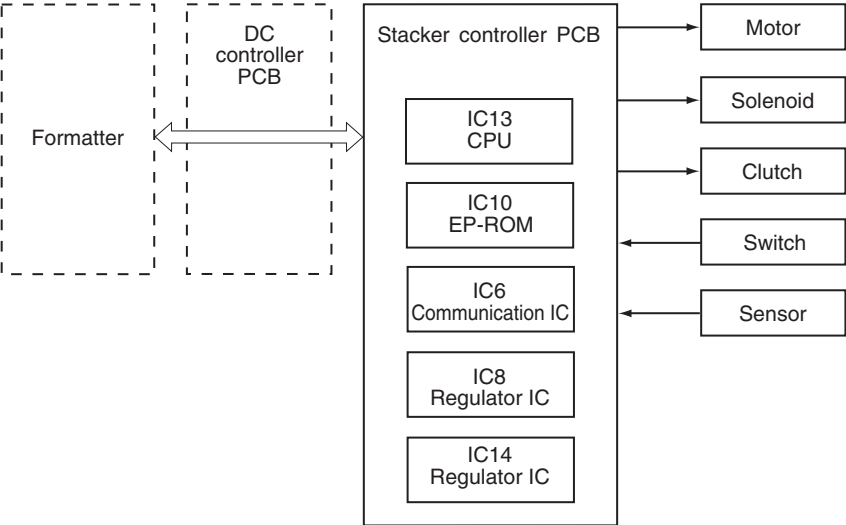 Formatter
DC
controller
PCB
Stacker controller PCB
IC13
CPU
IC10
EP-ROM
IC6
Communication IC
IC8
Regulator IC
IC14
Regulator IC
Motor
Solenoid
Clutch
Switch
Sensor